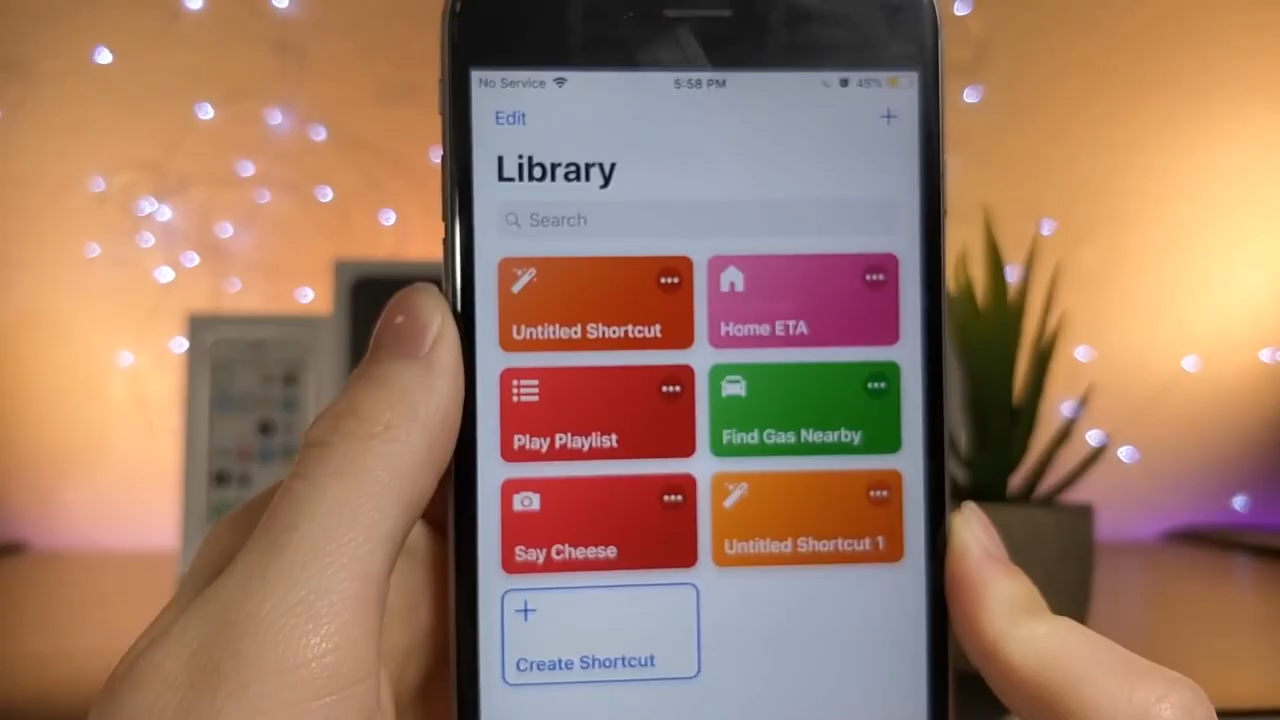 No Service 5:58 PM 45%
Edit +
Library
Search
Untitled Shortcut
Home ETA
Play Playlist
Find Gas Nearby
Say Cheese
Untitled Shortcut 1
+
Create Shortcut